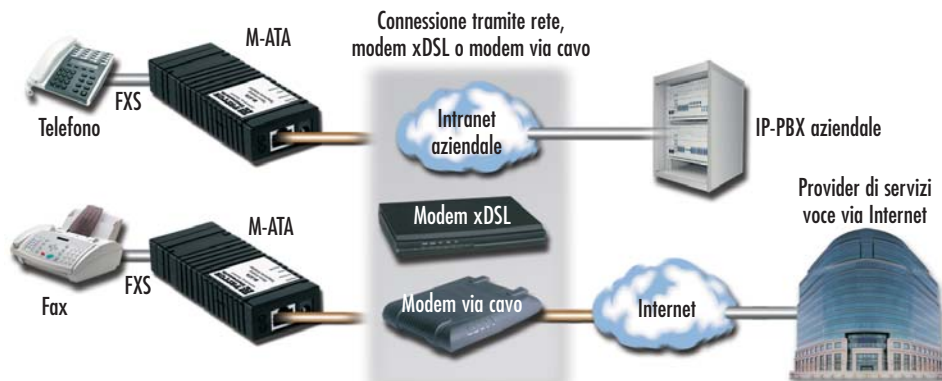 Connessione tramite rete,
modem xDSL o modem via cavo
M-ATA
FXS
Telefono
Intranet
aziendale
IP-PBX aziendale
Provider di servizi
voce via Internet
Modem xDSL
M-ATA
FXS
Fax
Modem via cavo
Internet